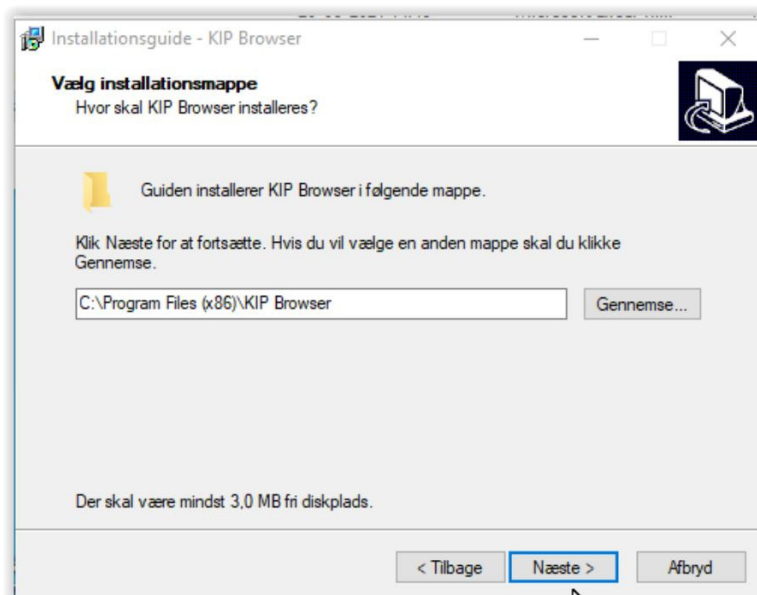 Installationsguide - KIP Browser
Vælg installationsmappe
Hvor skal KIP Browser installeres?
Guiden installerer KIP Browser i følgende mappe.
Klik Næste for at fortsætte. Hvis du vil vælge en anden mappe skal du klikke
Gennemse.
C:\Program Files (x86)\KIP Browser
Gennemse...
Der skal være mindst 3,0 MB fri diskplads.
< Tilbage
Næste >
Afbryd